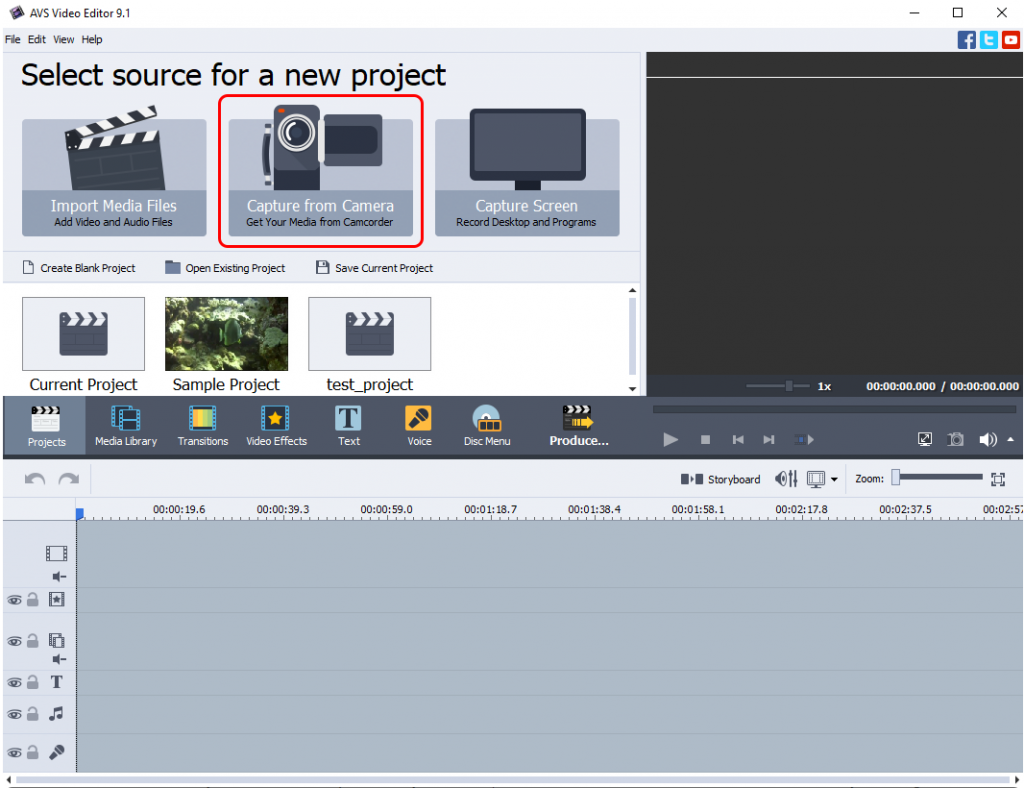 AVS Video Editor 9.1
File Edit View Help
Select source for a new project
Import Media Files
Add Video and Audio Files
Capture from Camera
Get Your Media from Camcorder
Capture Screen
Record Desktop and Programs
Create Blank Project
Open Existing Project
Save Current Project
Current Project
Sample Project
test_project
1x
00:00:00.000 / 00:00:00.000
Projects
Media Library
Transitions
Video Effects
T
Text
Voice
Disc Menu
Produce...
Storyboard
Zoom:
00:00:19.6 00:00:39.3 00:00:59.0 00:01:18.7 00:01:38.4 00:01:58.1 00:02:17.8 00:02:37.5 00:02:57
T